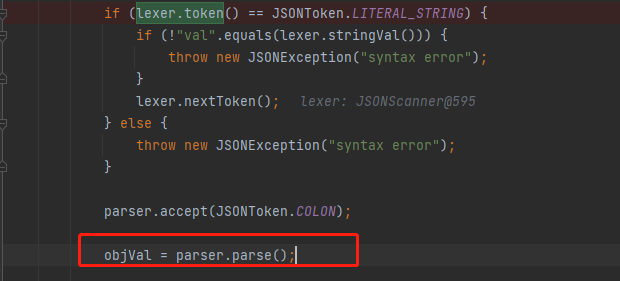 if (lexer.token() == JSONToken.LITERAL_STRING) {
if (!"val".equals(lexer.stringVal())) {
throw new JSONException("syntax error");
}
lexer.nextToken();   lexer: JSONScanner@595
} else {
throw new JSONException("syntax error");
}
parser.accept(JSONToken.COLON);
objVal = parser.parse();